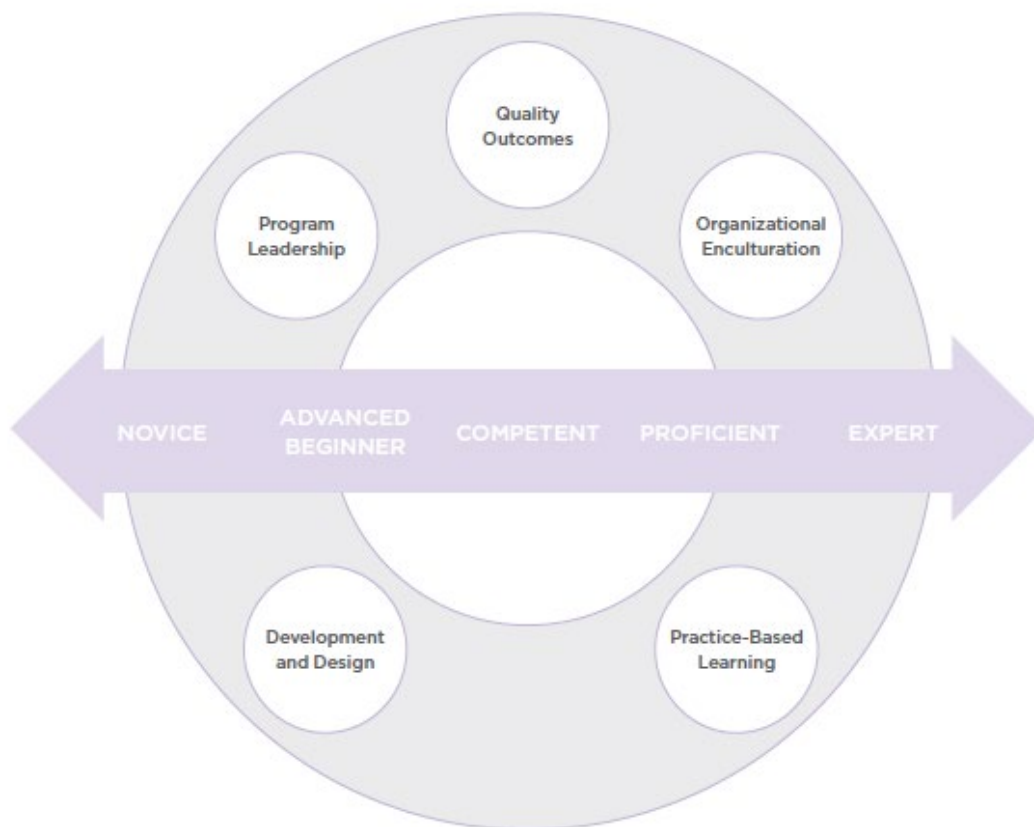 Quality
Outcomes
Program
Leadership
Organizational
Enculturation
NOVICE
ADVANCED
BEGINNER
COMPETENT
PROFICIENT
EXPERT
Development
and Design
Practice-Based
Learning